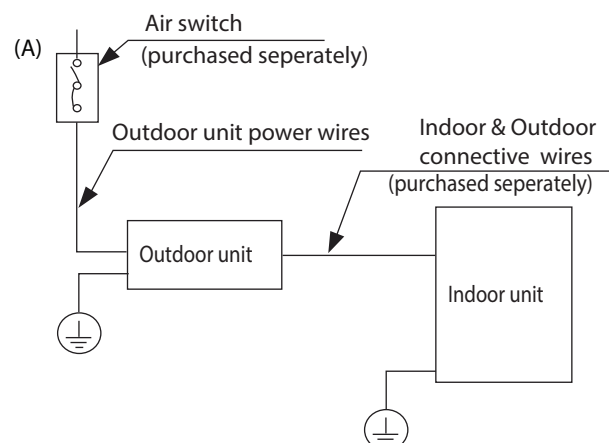 (A)
Air switch
(purchased seperately)
Outdoor unit power wires
Indoor & Outdoor
connective wires
(purchased seperately)
Outdoor unit
Indoor unit